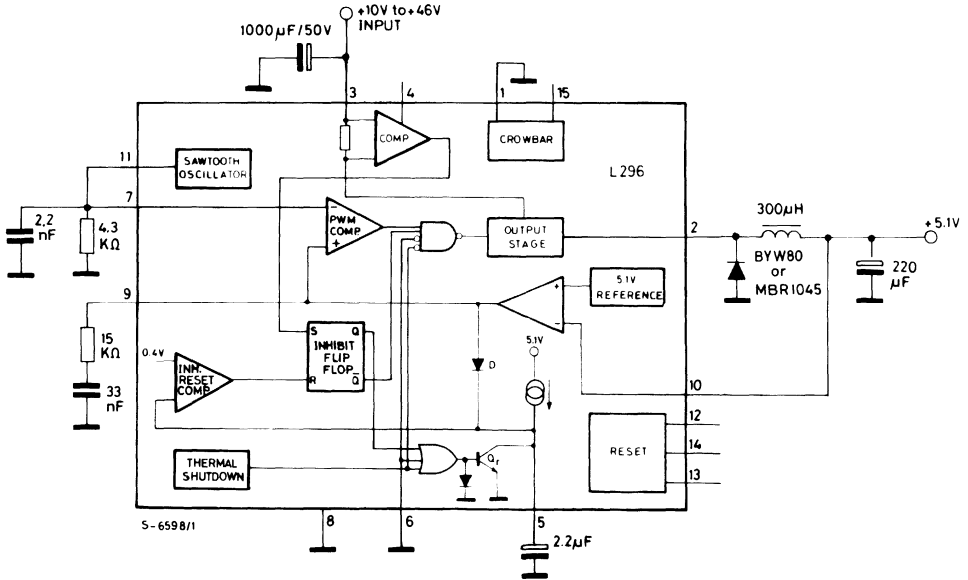 +10V to +46V
INPUT
1000µF/50V
3
4
1
15
COMP
CROWBAR
L296
11
SAWTOOTH
OSCILLATOR
7
2.2
nF
4.3
KΩ
-
PWM
COMP
+
OUTPUT
STAGE
2
300µH
+5.1V
BYW80
or
MBR1045
220
µF
9
5.1V
REFERENCE
+
-
15
KΩ
33
nF
0.4V
INH.
RESET
COMP.
S
Q
INHIBIT
FLIP
FLOP
R
Q̅
D
5.1V
10
12
RESET
14
13
THERMAL
SHUTDOWN
Qr
S-6598/1
8
6
5
2.2µF